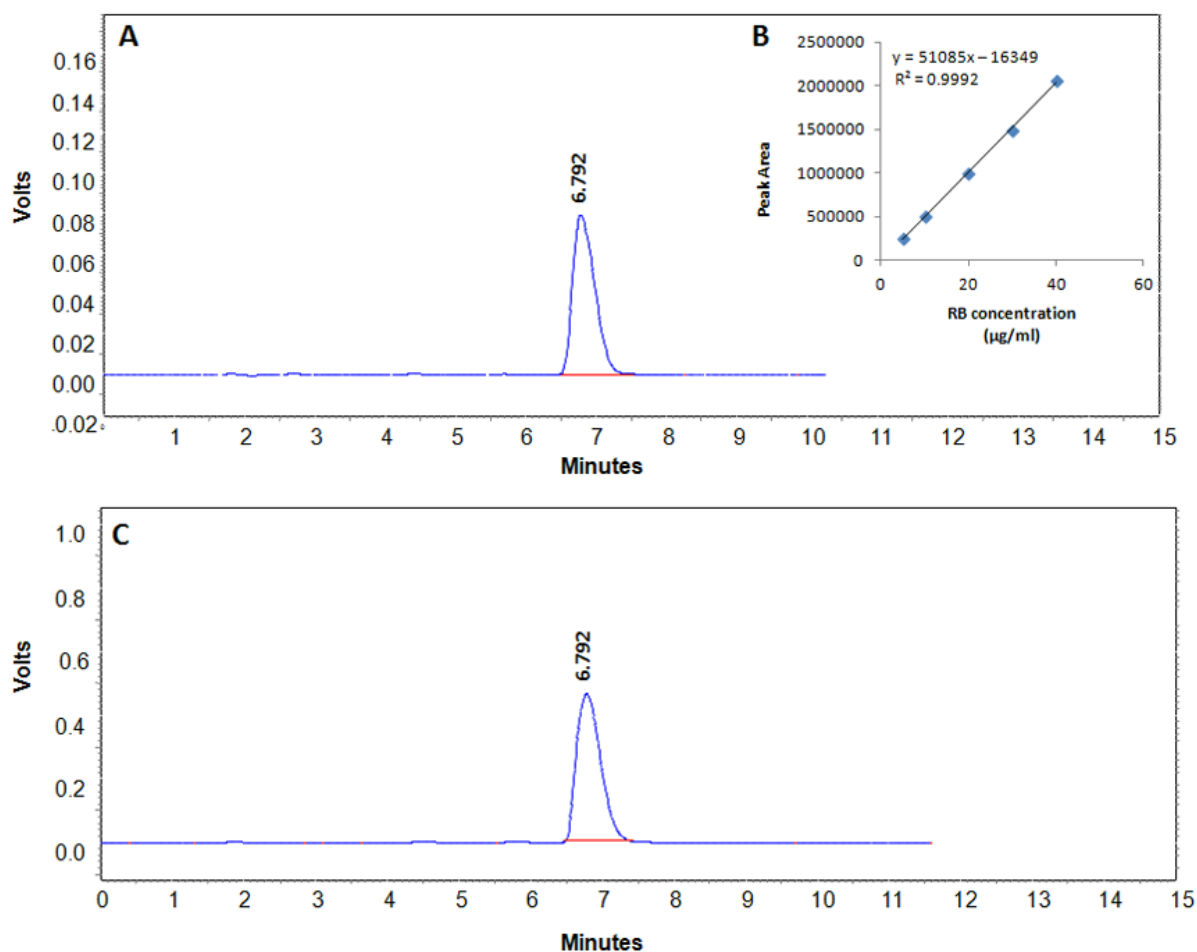 A
Volts
0.16
0.14
0.12
0.10
0.08
0.06
0.04
0.02
0.00
-0.02
6.792
1 2 3 4 5 6 7 8 9 10 11 12 13 14 15
Minutes
B
y = 51085x – 16349
R² = 0.9992
Peak Area
2500000
2000000
1500000
1000000
500000
0
0 20 40 60
RB concentration
(µg/ml)
C
Volts
1.0
0.8
0.6
0.4
0.2
0.0
6.792
0 1 2 3 4 5 6 7 8 9 10 11 12 13 14 15
Minutes